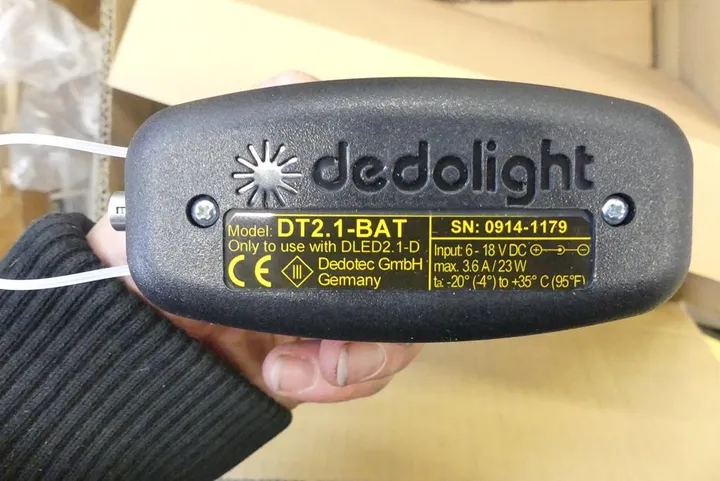 dedolight
Model: DT2.1-BAT
Only to use with DLED2.1-D
CE III Dedotec GmbH
Germany
SN: 0914-1179
Input: 6 - 18 V DC
max. 3.6 A / 23 W
ta: -20° (-4°) to +35° C (95°F)